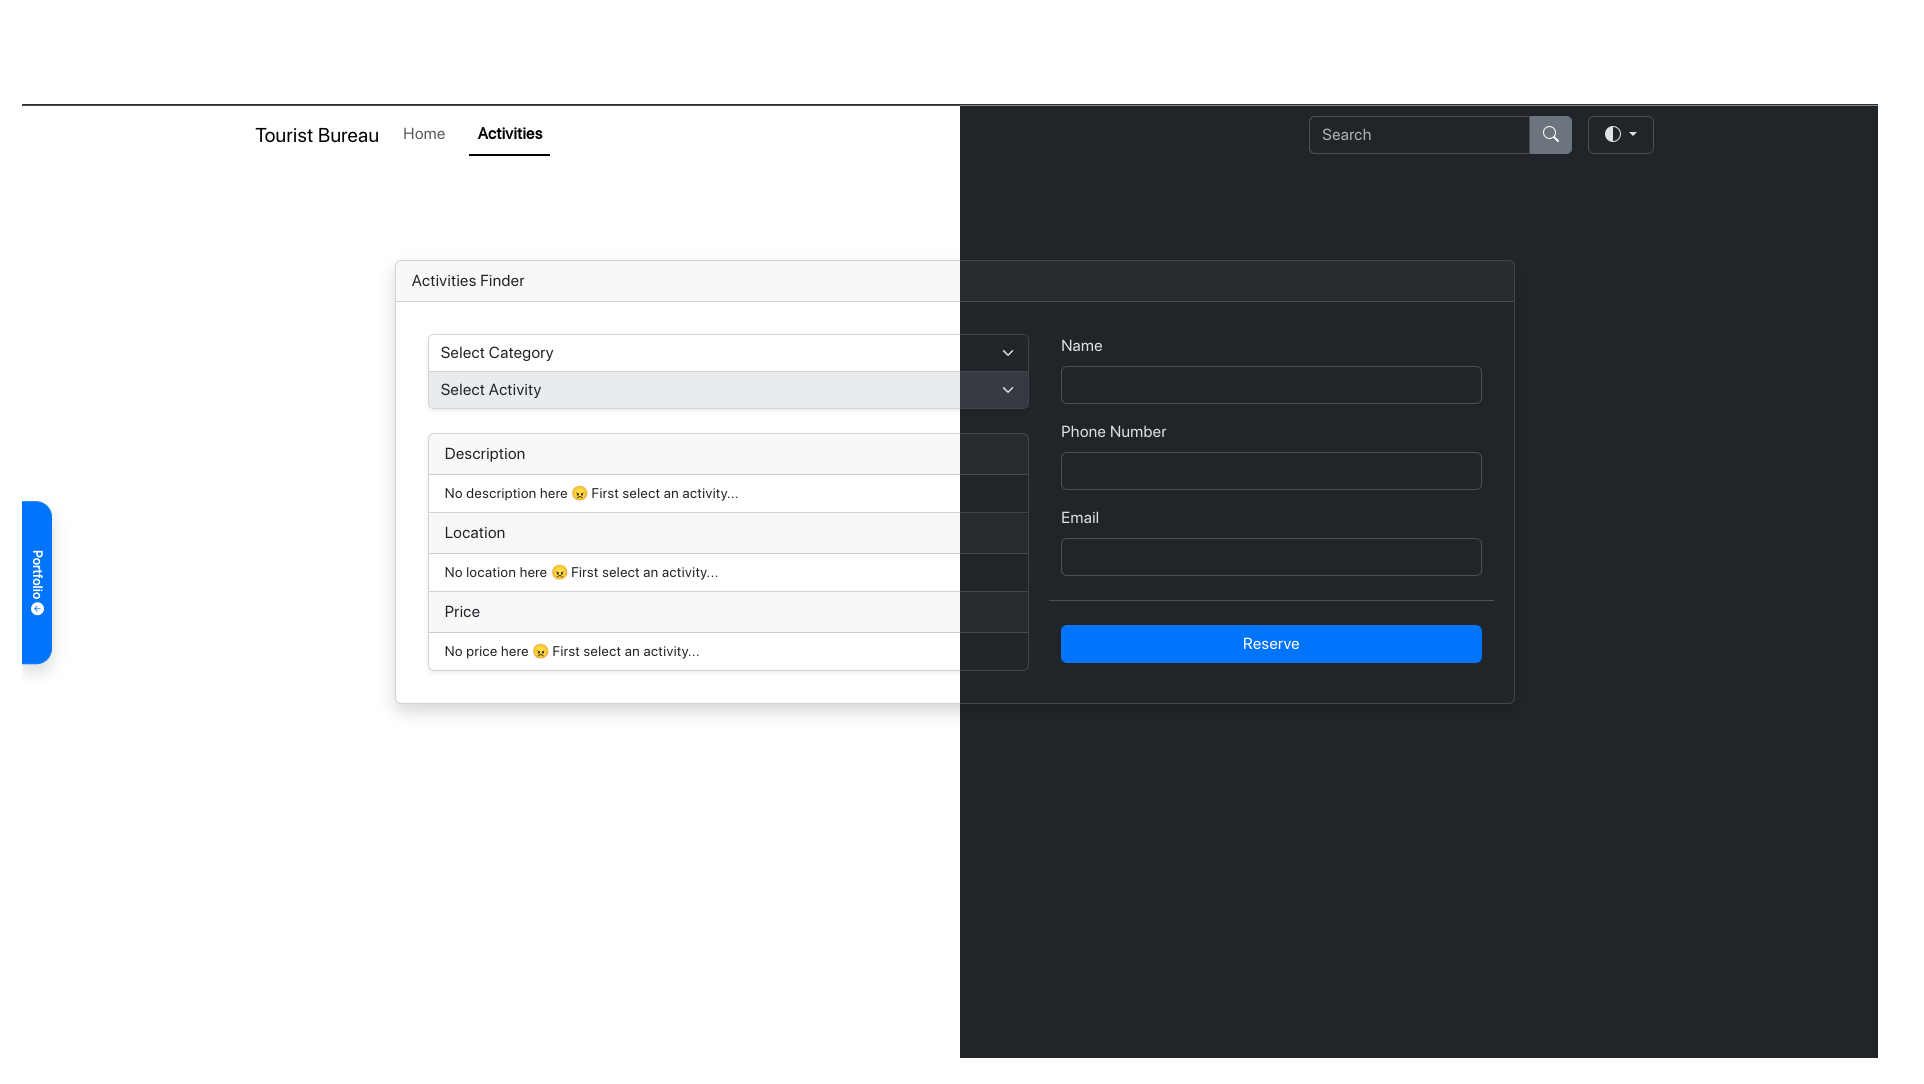 Tourist Bureau Home Activities Search
Activities Finder
Select Category
Select Activity
Description
No description here 😠 First select an activity...
Location
No location here 😠 First select an activity...
Price
No price here 😠 First select an activity...
Name
Phone Number
Email
Reserve
Portfolio